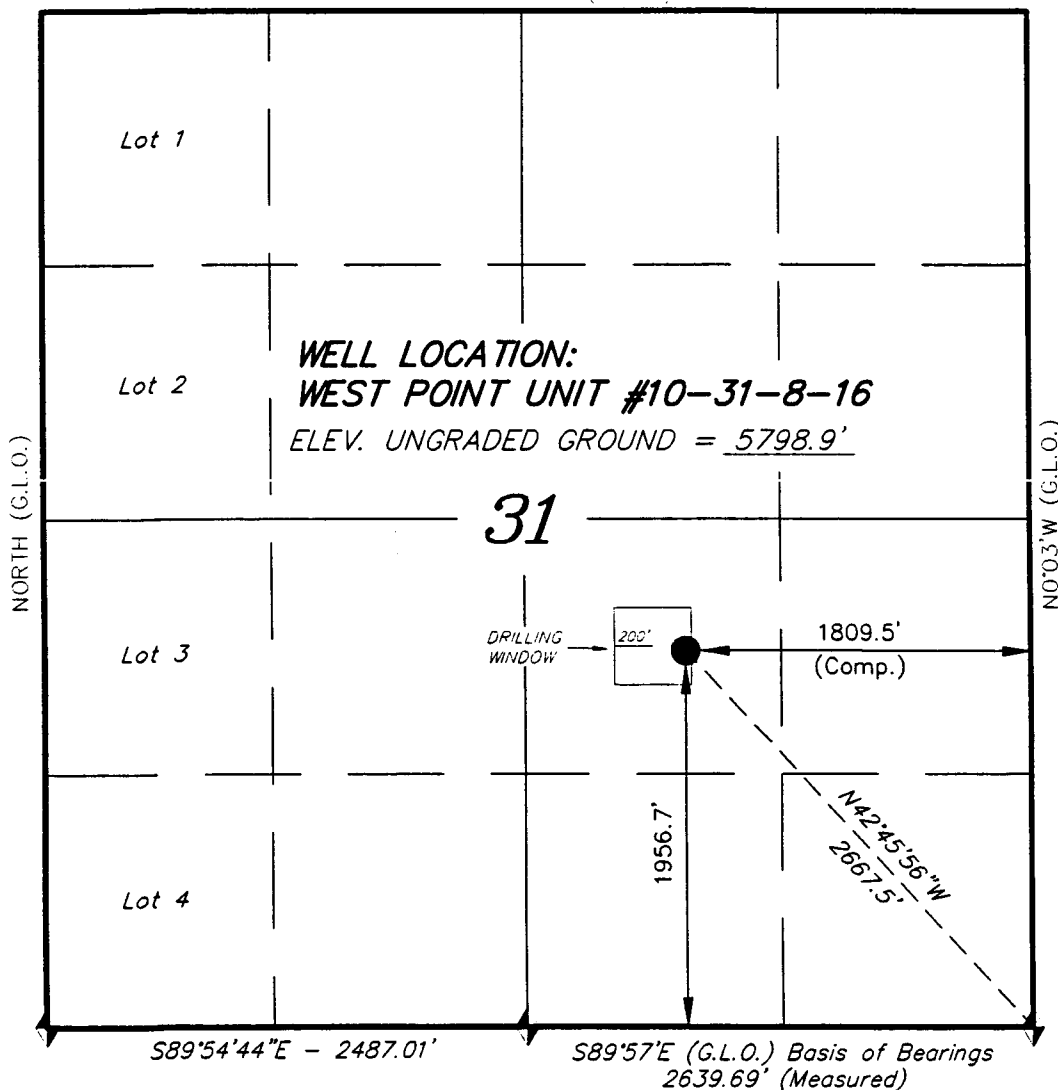 Lot 1
WELL LOCATION:
WEST POINT UNIT #10-31-8-16
ELEV. UNGRADED GROUND = 5798.9'
Lot 2
NORTH (G.L.O.)
N0°03'W (G.L.O.)
31
DRILLING
WINDOW
200'
1809.5'
(Comp.)
Lot 3
1956.7'
N42°45'56"W
2667.5'
Lot 4
S89°54'44"E - 2487.01'
S89°57'E (G.L.O.) Basis of Bearings
2639.69' (Measured)